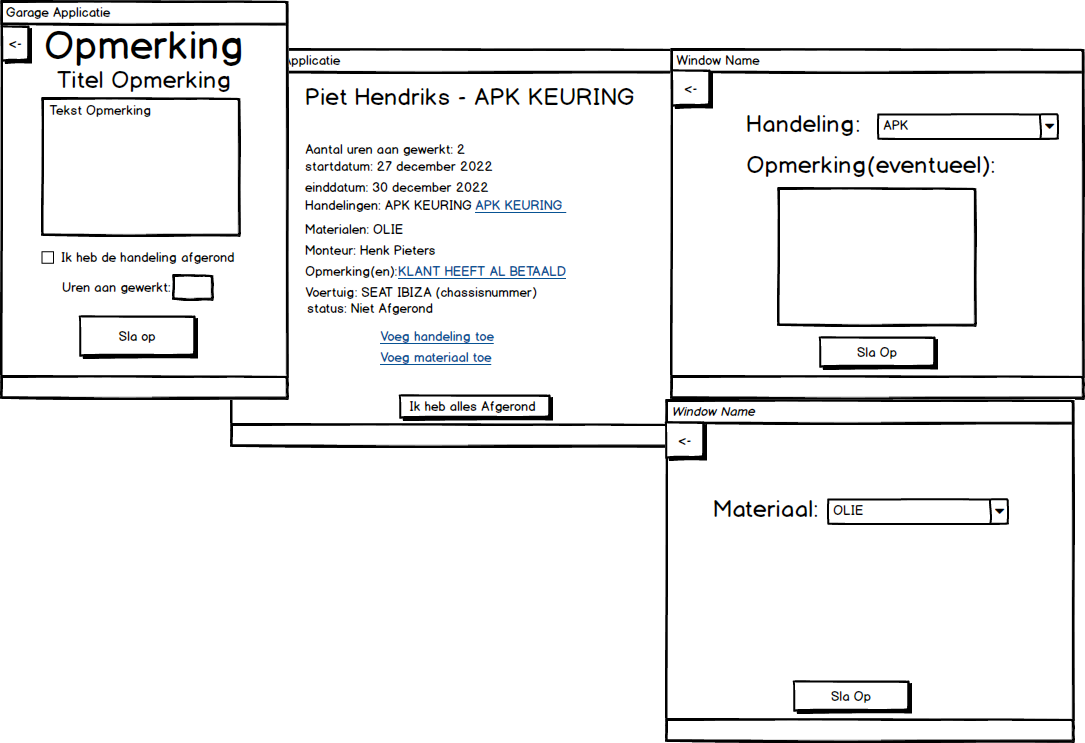 Garage Applicatie
<-
Opmerking
Titel Opmerking
Tekst Opmerking
Ik heb de handeling afgerond
Uren aan gewerkt:
Sla op
pplicatie
Piet Hendriks - APK KEURING
Aantal uren aan gewerkt: 2
startdatum: 27 december 2022
einddatum: 30 december 2022
Handelingen: APK KEURING APK KEURING
Materialen: OLIE
Monteur: Henk Pieters
Opmerking(en):KLANT HEEFT AL BETAALD
Voertuig: SEAT IBIZA (chassisnummer)
status: Niet Afgerond
Voeg handeling toe
Voeg materiaal toe
Ik heb alles Afgerond
Window Name
<-
Handeling: APK
Opmerking(eventueel):
Sla Op
Window Name
<-
Materiaal: OLIE
Sla Op